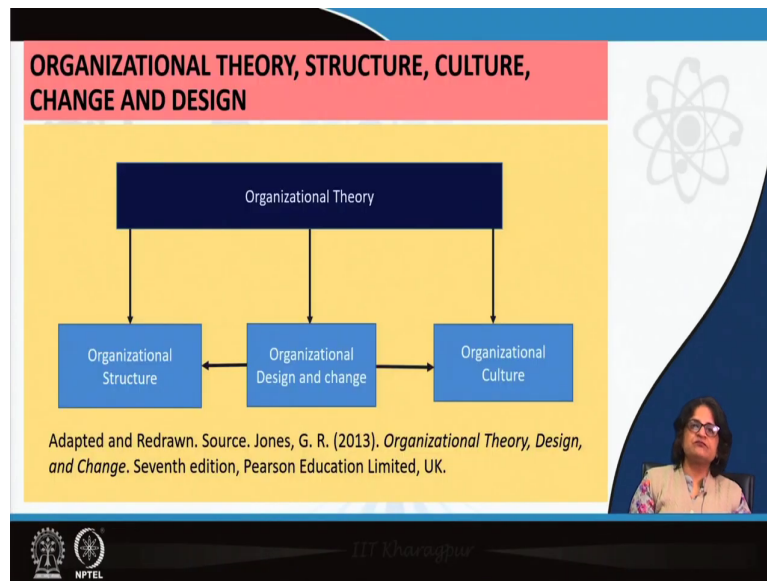 ORGANIZATIONAL THEORY, STRUCTURE, CULTURE,
CHANGE AND DESIGN
Organizational Theory
Organizational
Structure
Organizational
Design and change
Organizational
Culture
Adapted and Redrawn. Source. Jones, G. R. (2013). Organizational Theory, Design,
and Change. Seventh edition, Pearson Education Limited, UK.
IIT Kharagpur
NPTEL